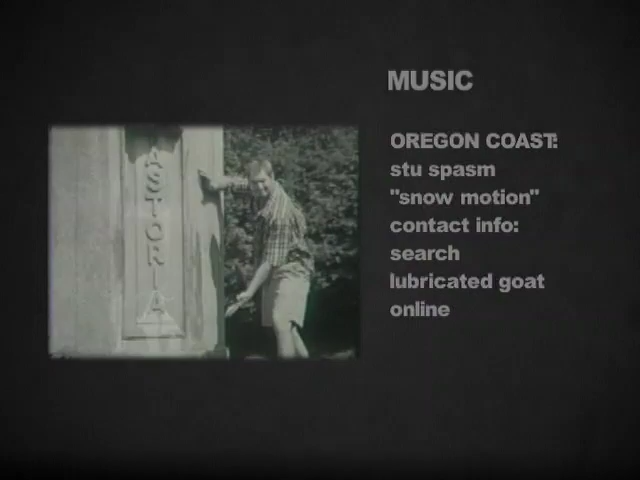 MUSIC
ASTORIA
OREGON COAST:
stu spasm
"snow motion"
contact info:
search
lubricated goat
online